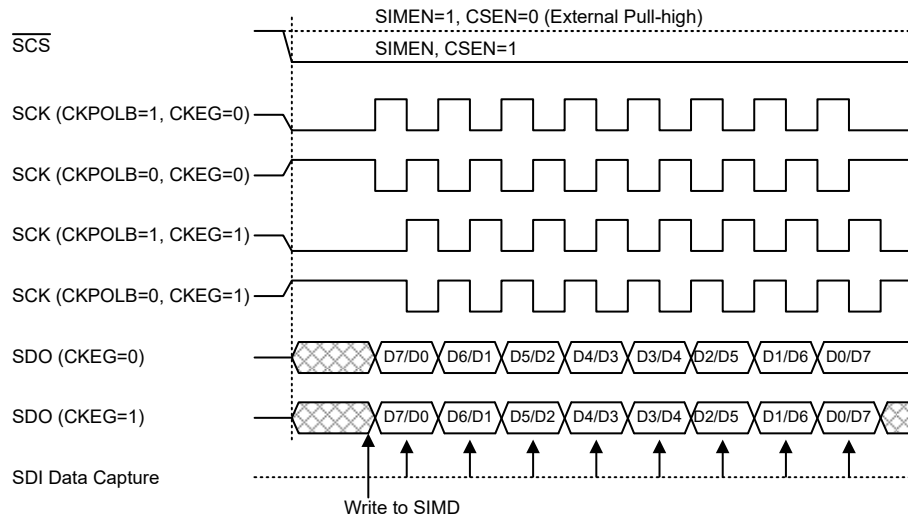 SIMEN=1, CSEN=0 (External Pull-high)
SCS
SIMEN, CSEN=1
SCK (CKPOLB=1, CKEG=0)
SCK (CKPOLB=0, CKEG=0)
SCK (CKPOLB=1, CKEG=1)
SCK (CKPOLB=0, CKEG=1)
SDO (CKEG=0) D7/D0 D6/D1 D5/D2 D4/D3 D3/D4 D2/D5 D1/D6 D0/D7
SDO (CKEG=1) D7/D0 D6/D1 D5/D2 D4/D3 D3/D4 D2/D5 D1/D6 D0/D7
SDI Data Capture
Write to SIMD